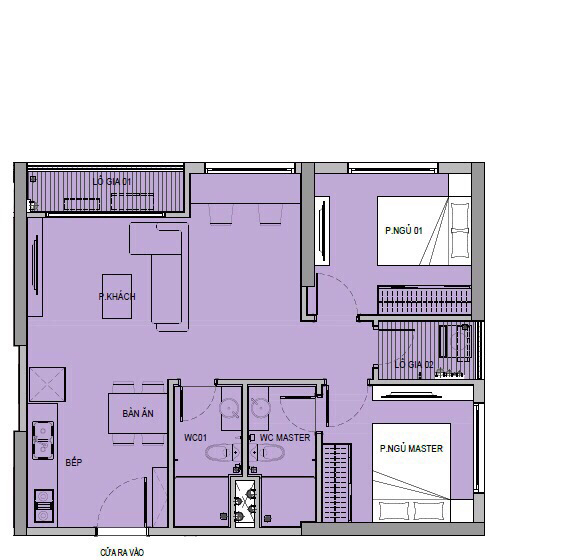 LÔ GIA 01
P.NGỦ 01
P.KHÁCH
LÔ GIA 02
BÀN ĂN
WC01
WC MASTER
P.NGỦ MASTER
BẾP
CỬA RA VÀO